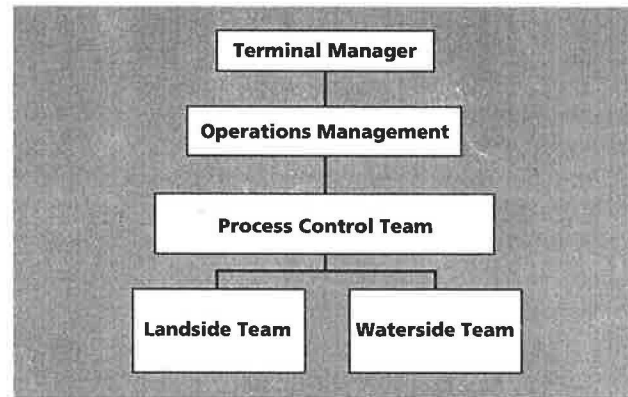 Terminal Manager
Operations Management
Process Control Team
Landside Team
Waterside Team